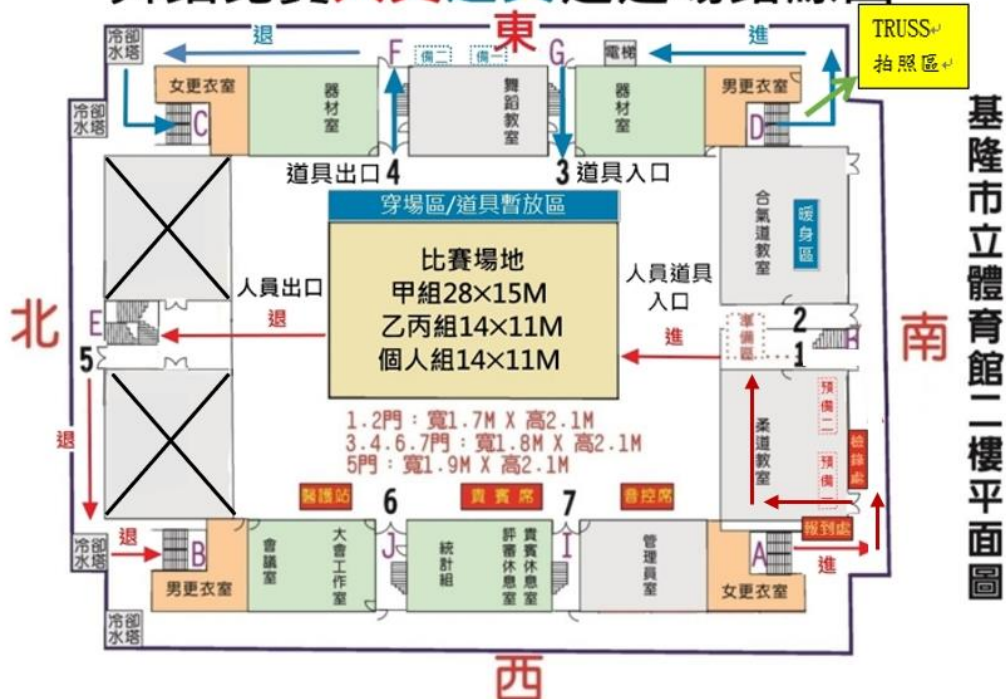 東
TRUSS
拍照區
冷卻
水塔
退
F
備二
備一
G
電梯
進
女更衣室
器材室
舞蹈教室
器材室
男更衣室
冷卻
水塔
C
D
道具出口 4
3 道具入口
穿場區/道具暫放區
合氣道教室
暖身區
比賽場地
甲組28×15M
乙丙組14×11M
個人組14×11M
人員出口
退
人員道具
入口
進
準備區
2
1
北
E
5
南
基隆市立體育館二樓平面圖
退
1.2門：寬1.7M X 高2.1M
3.4.6.7門：寬1.8M X 高2.1M
5門：寬1.9M X 高2.1M
柔道教室
預備二
預備一
檢錄處
報到處
醫護站
6
貴賓席
7
音控席
退
冷卻
水塔
B
會議室
大會工作室
J
統計組
評審休息室
貴賓休息室
I
管理員室
A
進
男更衣室
女更衣室
冷卻
水塔
西